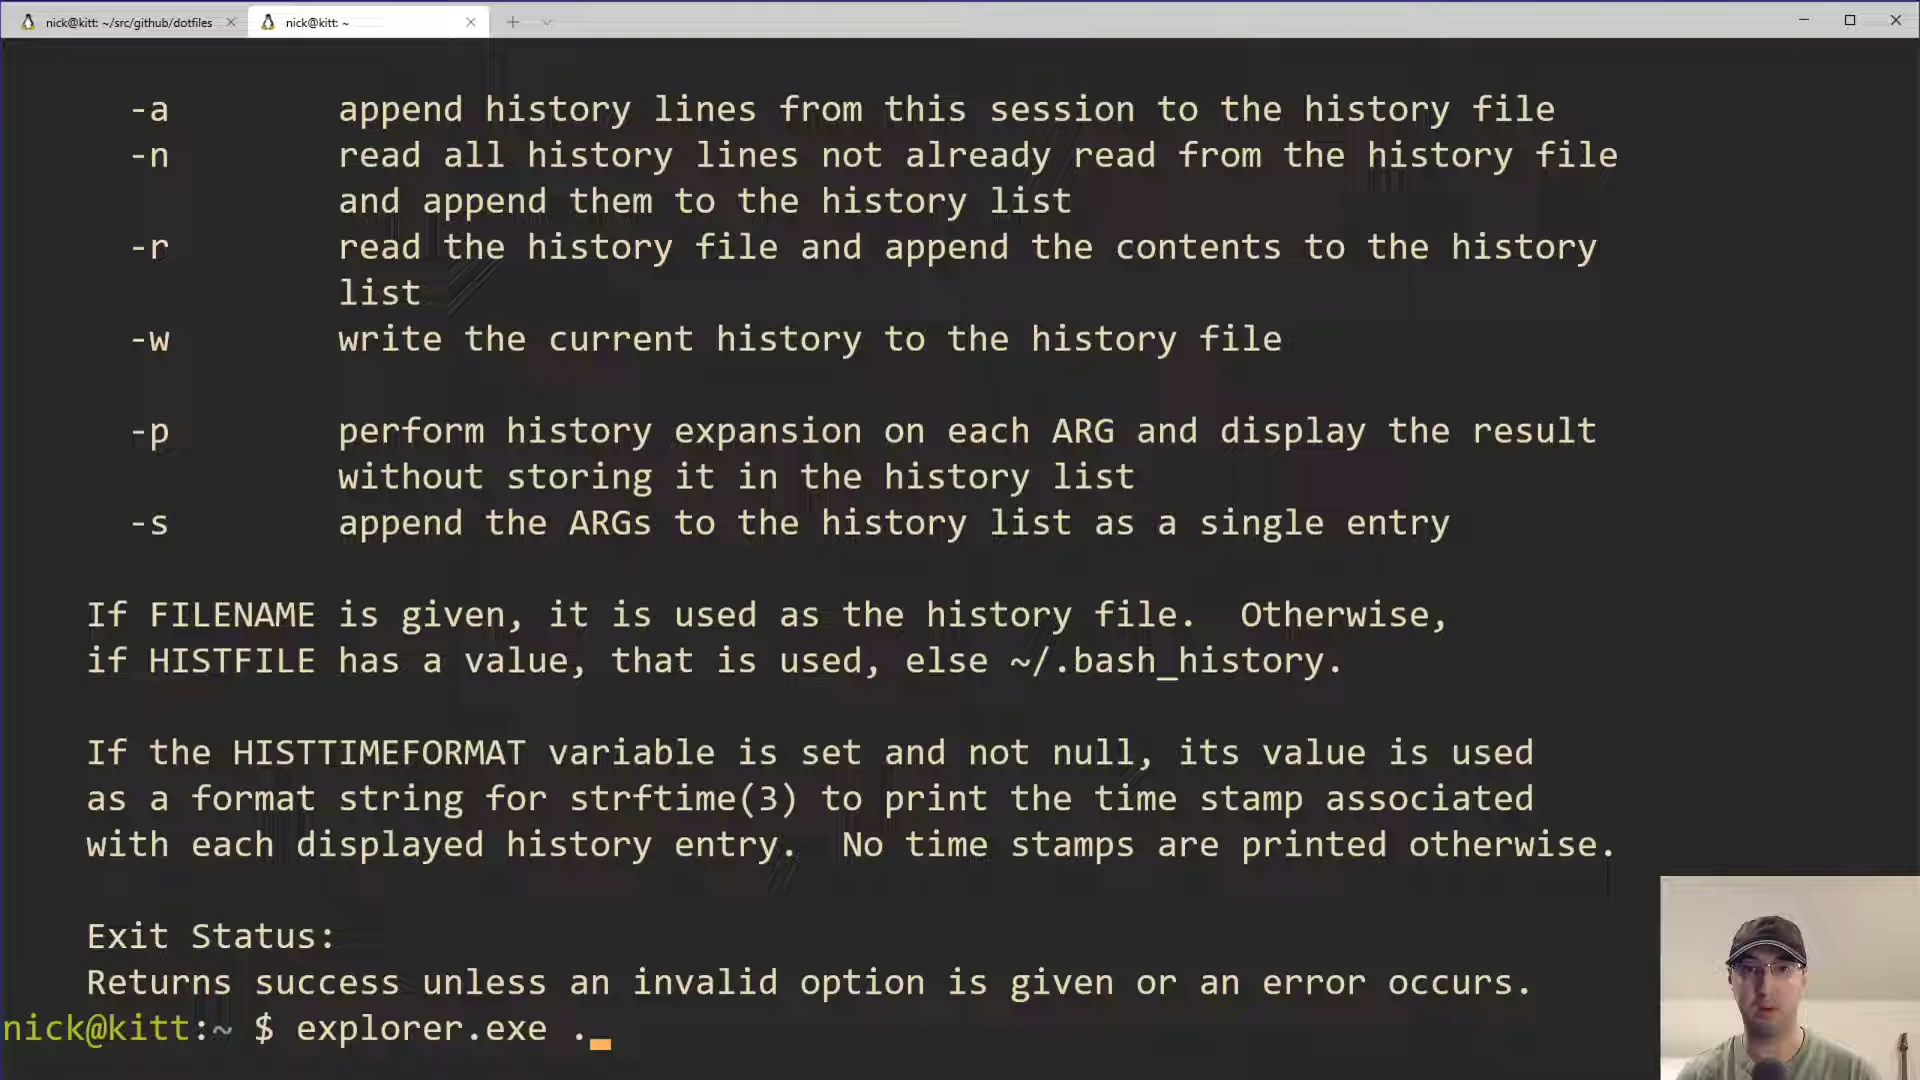 nick@kitt: ~/src/github/dotfiles
nick@kitt: ~
-a append history lines from this session to the history file
-n read all history lines not already read from the history file
and append them to the history list
-r read the history file and append the contents to the history
list
-w write the current history to the history file
-p perform history expansion on each ARG and display the result
without storing it in the history list
-s append the ARGs to the history list as a single entry
If FILENAME is given, it is used as the history file.  Otherwise,
if HISTFILE has a value, that is used, else ~/.bash_history.
If the HISTTIMEFORMAT variable is set and not null, its value is used
as a format string for strftime(3) to print the time stamp associated
with each displayed history entry.  No time stamps are printed otherwise.
Exit Status:
Returns success unless an invalid option is given or an error occurs.
nick@kitt:~ $ explorer.exe .